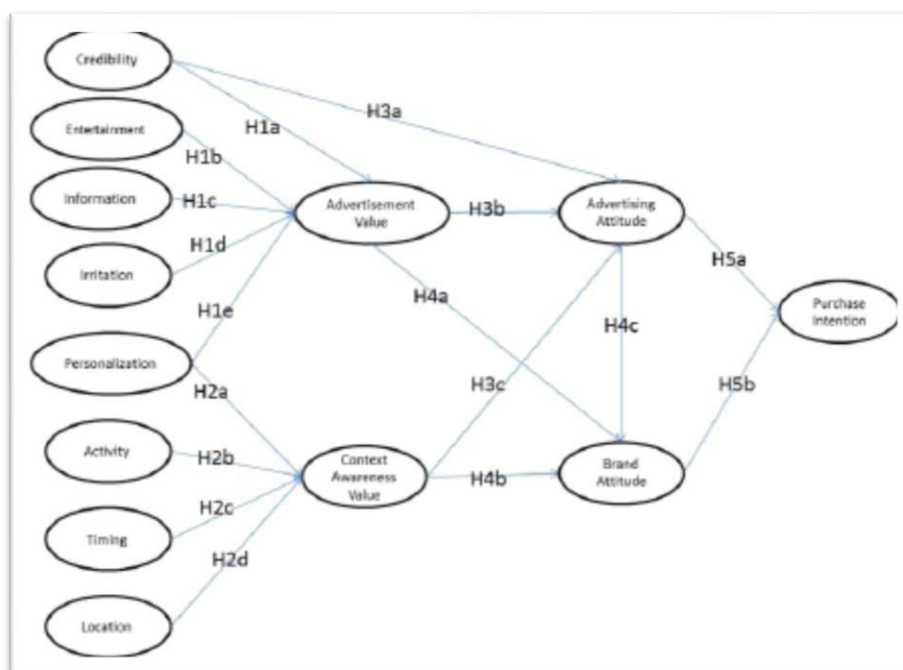 Credibility
H3a
H1a
Entertainment
H1b
Information
H1c
Advertisement
Value
H3b
Advertising
Attitude
H1d
Irritation
H5a
H4a
H1e
H4c
Purchase
Intention
Personalization
H2a
H3c
H5b
Activity
H2b
Context
Awareness
Value
H4b
Brand
Attitude
H2c
Timing
H2d
Location